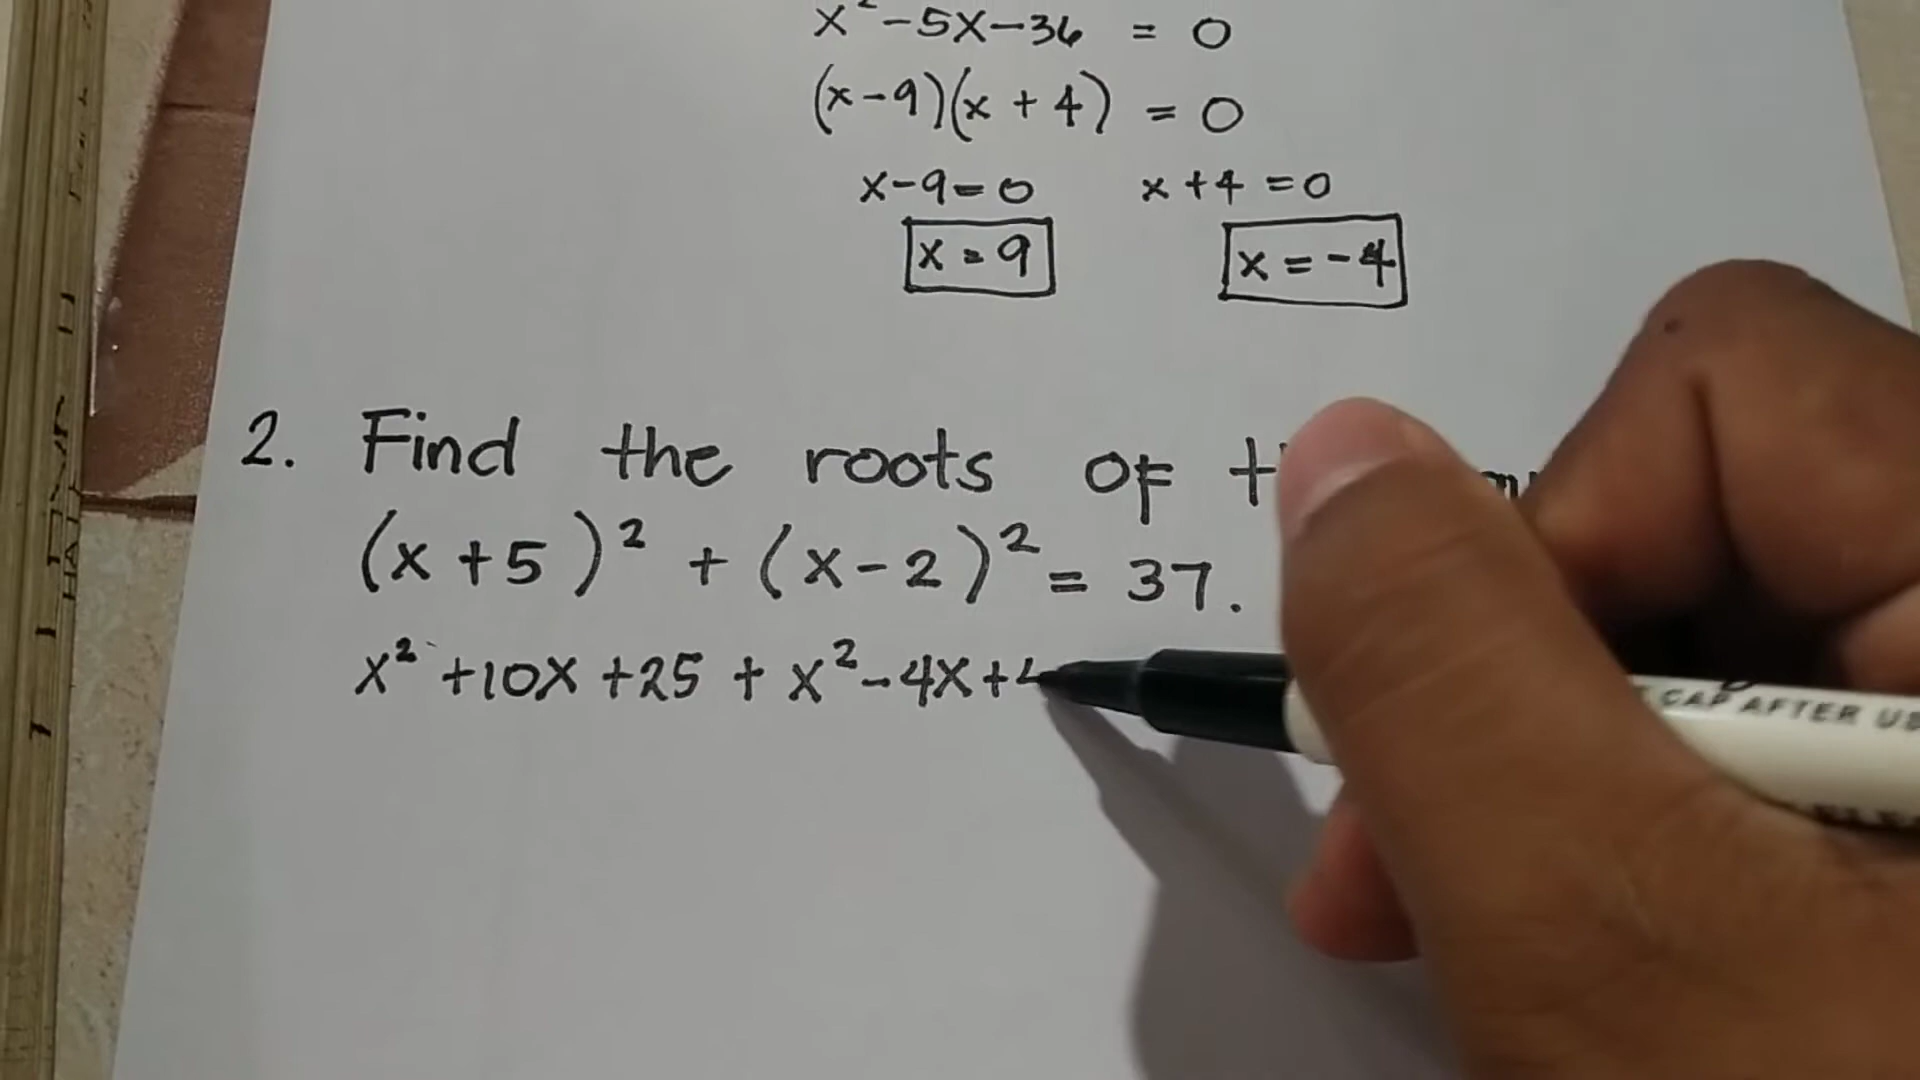 x² - 5x - 36 = 0
(x - 9)(x + 4) = 0
x - 9 = 0 x + 4 = 0
x = 9 x = -4
2. Find the roots of
(x + 5)² + (x - 2)² = 37.
x² + 10x + 25 + x² - 4x + 4
CAP AFTER